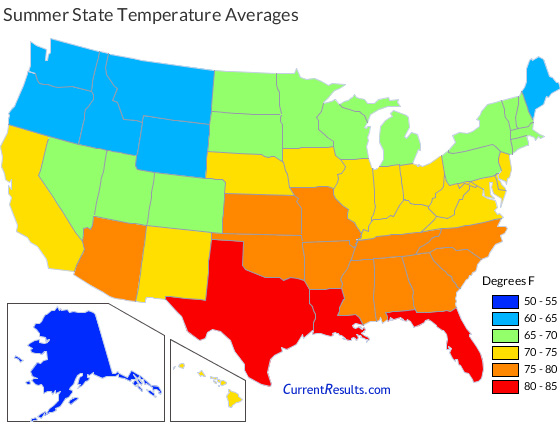 Summer State Temperature Averages
Degrees F
50 - 55
60 - 65
65 - 70
70 - 75
75 - 80
80 - 85
CurrentResults.com